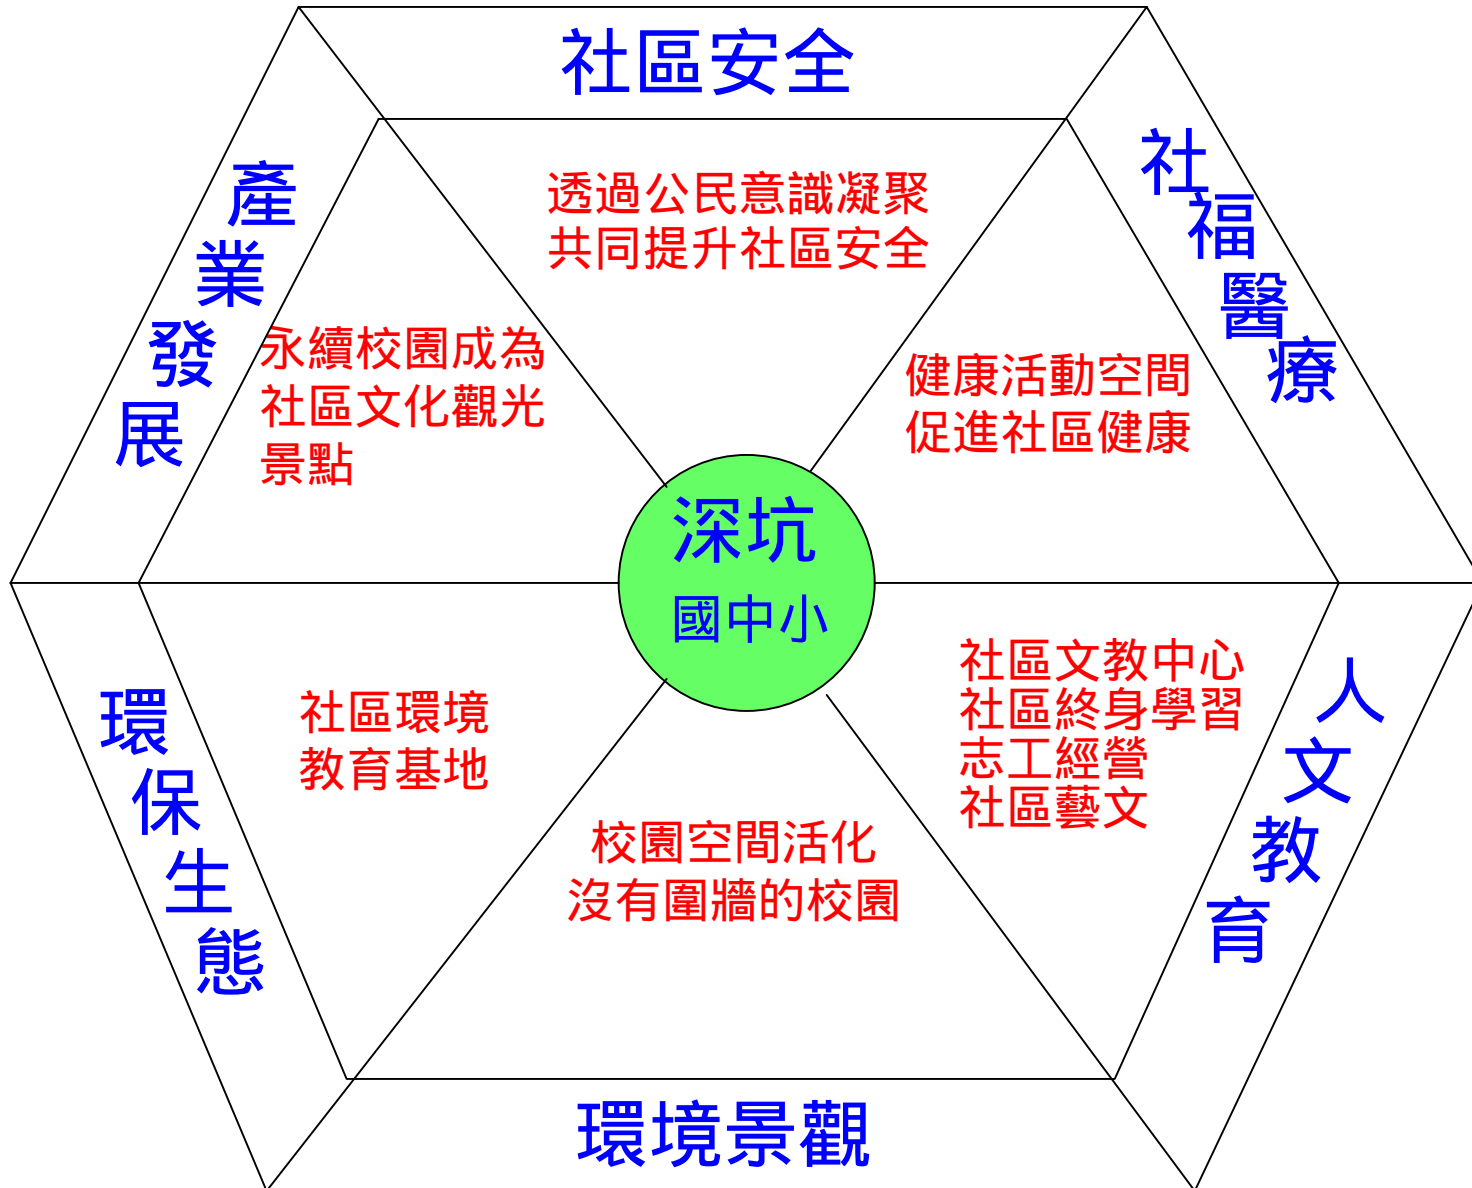 社區安全
透過公民意識凝聚
共同提升社區安全
社福醫療
健康活動空間
促進社區健康
產業發展
永續校園成為
社區文化觀光
景點
深坑
國中小
人文教育
社區文教中心
社區終身學習
志工經營
社區藝文
環保生態
社區環境
教育基地
校園空間活化
沒有圍牆的校園
環境景觀